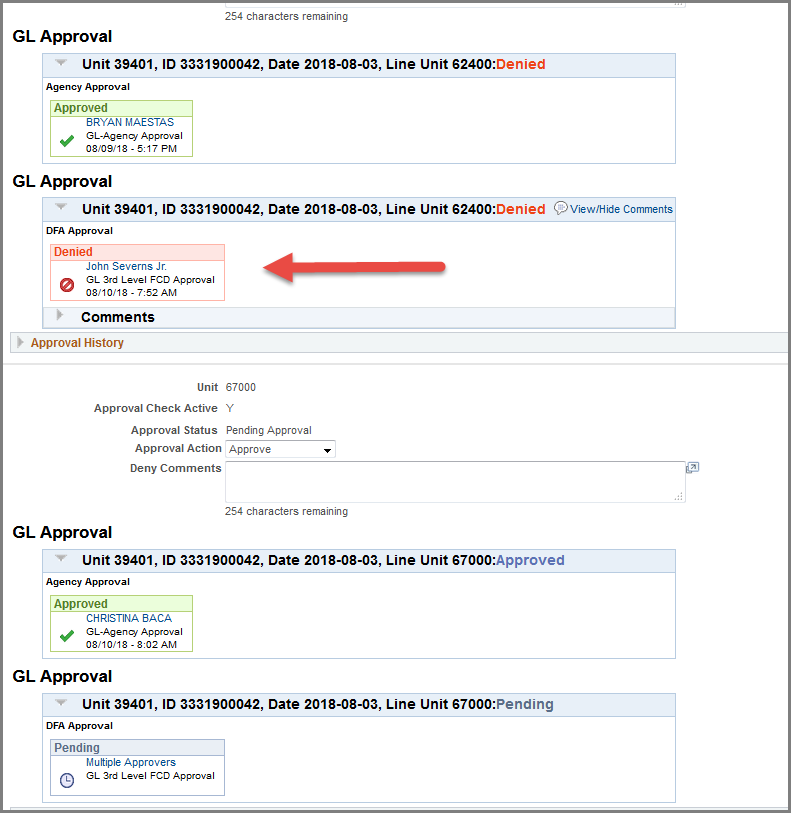 254 characters remaining
GL Approval
Unit 39401, ID 3331900042, Date 2018-08-03, Line Unit 62400:Denied
Agency Approval
Approved
BRYAN MAESTAS
GL-Agency Approval
08/09/18 - 5:17 PM
GL Approval
Unit 39401, ID 3331900042, Date 2018-08-03, Line Unit 62400:Denied View/Hide Comments
DFA Approval
Denied
John Severns Jr.
GL 3rd Level FCD Approval
08/10/18 - 7:52 AM
Comments
Approval History
Unit 67000
Approval Check Active Y
Approval Status Pending Approval
Approval Action Approve
Deny Comments
254 characters remaining
GL Approval
Unit 39401, ID 3331900042, Date 2018-08-03, Line Unit 67000:Approved
Agency Approval
Approved
CHRISTINA BACA
GL-Agency Approval
08/10/18 - 8:02 AM
GL Approval
Unit 39401, ID 3331900042, Date 2018-08-03, Line Unit 67000:Pending
DFA Approval
Pending
Multiple Approvers
GL 3rd Level FCD Approval